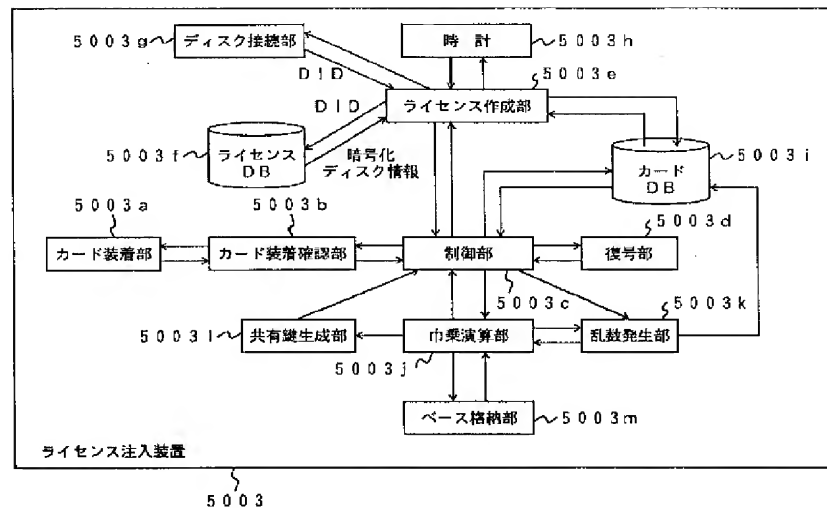 5003g
ディスク接続部
時計
5003h
DID
5003e
DID
ライセンス作成部
5003f
ライセンス
DB
暗号化
ディスク情報
カード
DB
5003i
5003a
5003b
5003d
カード装着部
カード装着確認部
制御部
復号部
5003c
5003k
5003l
共有鍵生成部
巾乗演算部
乱数発生部
5003j
ベース格納部
5003m
ライセンス注入装置
5003